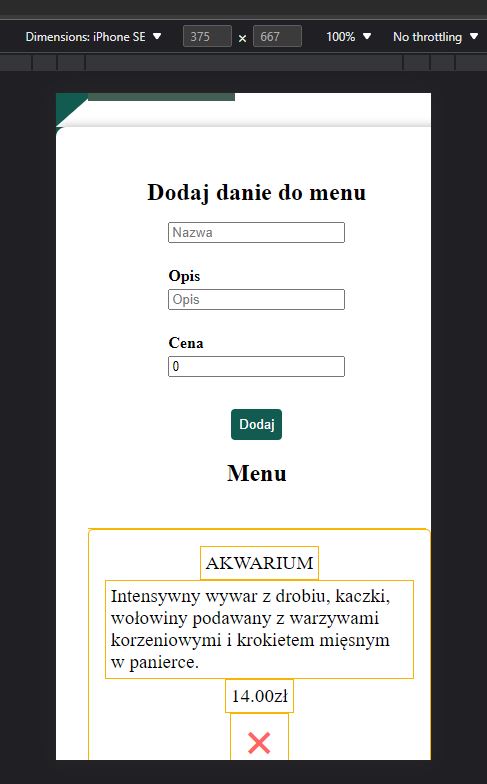 Dimensions: iPhone SE 375 × 667 100% No throttling
Dodaj danie do menu
Nazwa
Opis
Opis
Cena
0
Dodaj
Menu
AKWARIUM
Intensywny wywar z drobiu, kaczki,
wołowiny podawany z warzywami
korzeniowymi i krokietem mięsnym
w panierce.
14.00zł